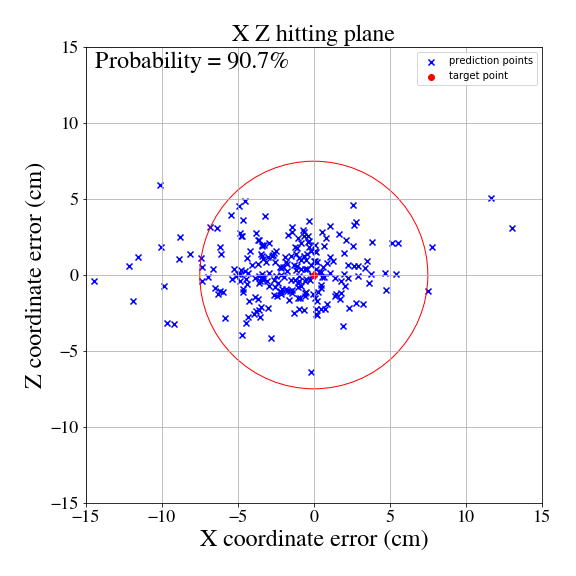 X Z hitting plane
Probability = 90.7%
prediction points
target point
15
10
5
0
−5
−10
−15
Z coordinate error (cm)
−15
−10
−5
0
5
10
15
X coordinate error (cm)